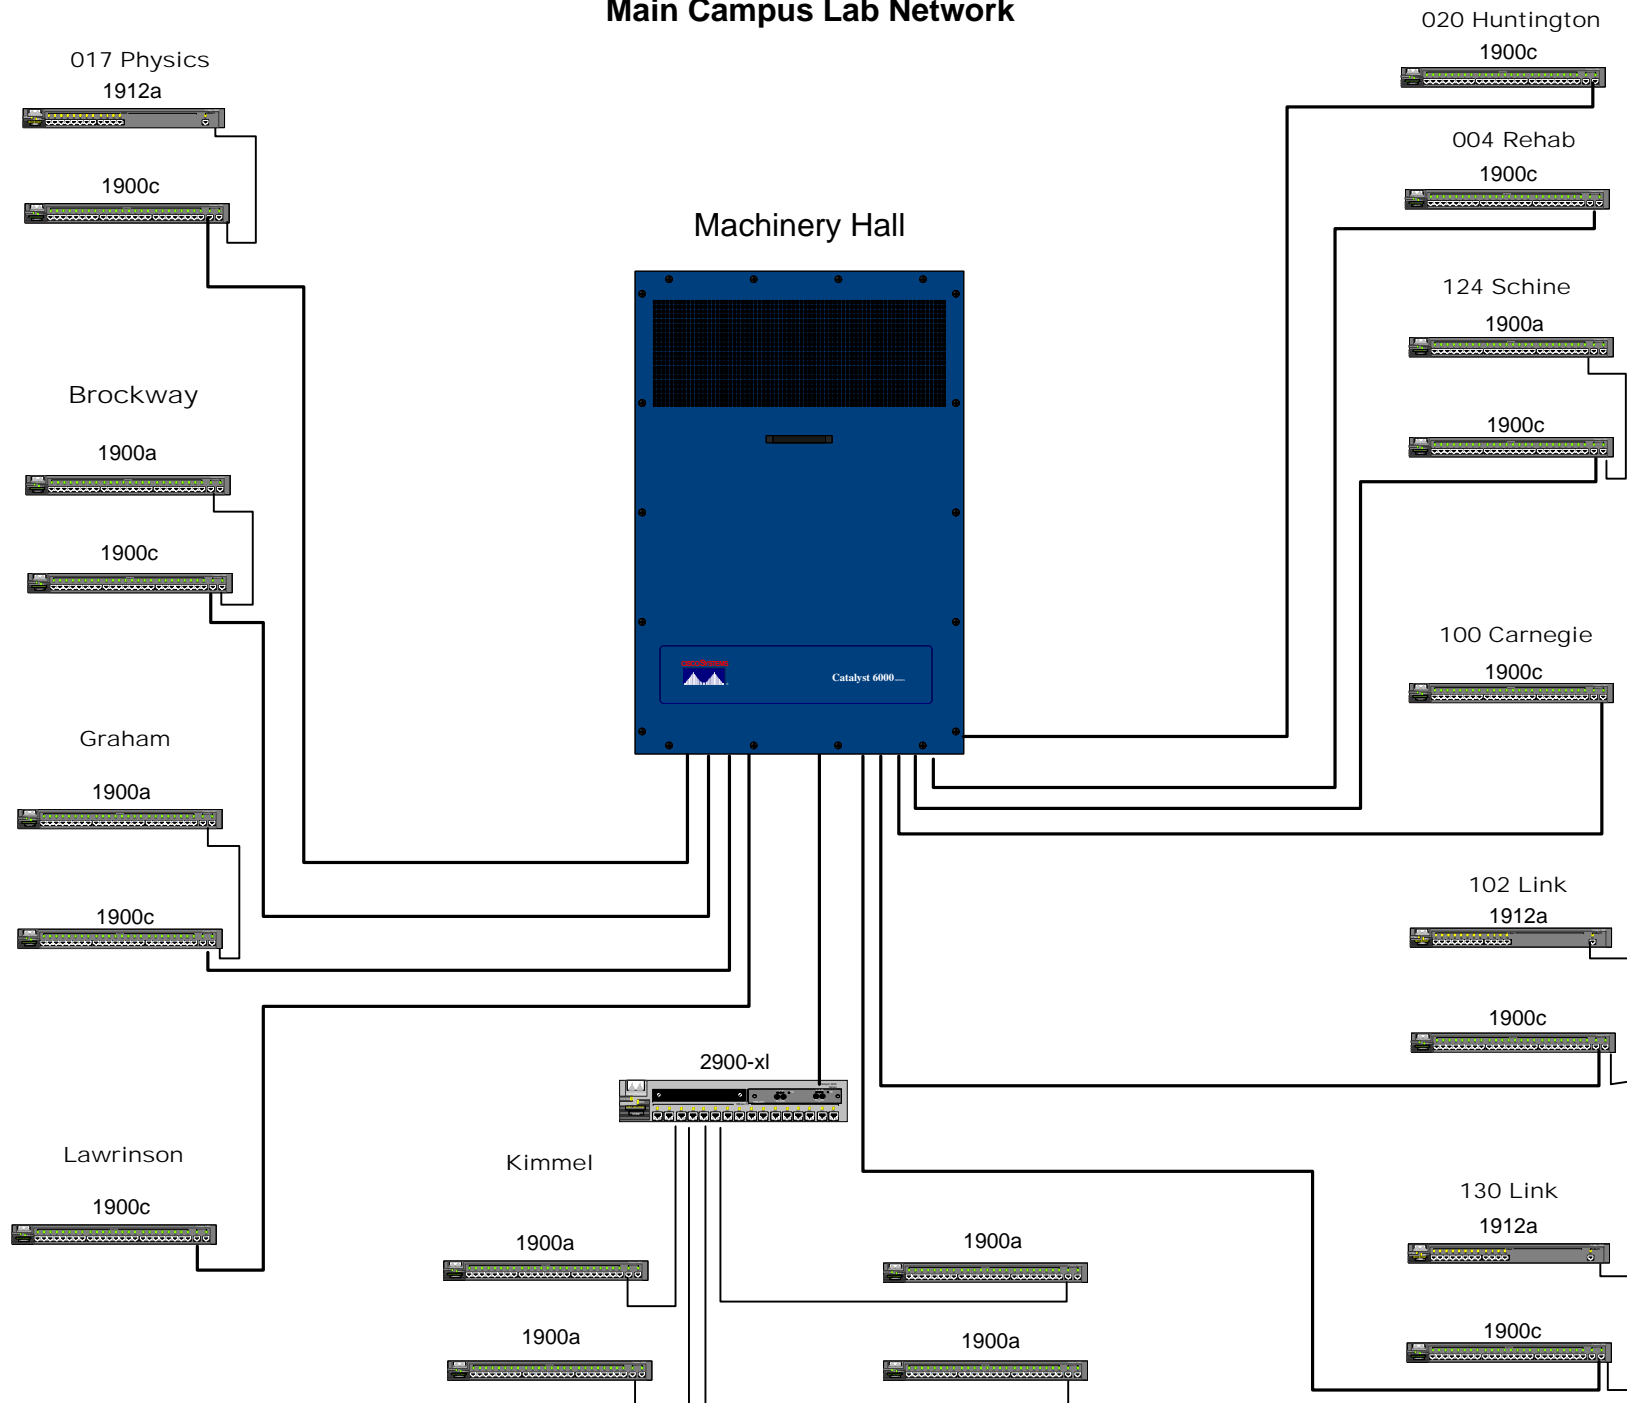 Main Campus Lab Network
017 Physics
1912a
1900c
Brockway
1900a
1900c
Graham
1900a
1900c
Lawrinson
1900c
Machinery Hall
Catalyst 6000
2900-xl
Kimmel
1900a
1900a
1900a
1900a
020 Huntington
1900c
004 Rehab
1900c
124 Schine
1900a
1900c
100 Carnegie
1900c
102 Link
1912a
1900c
130 Link
1912a
1900c